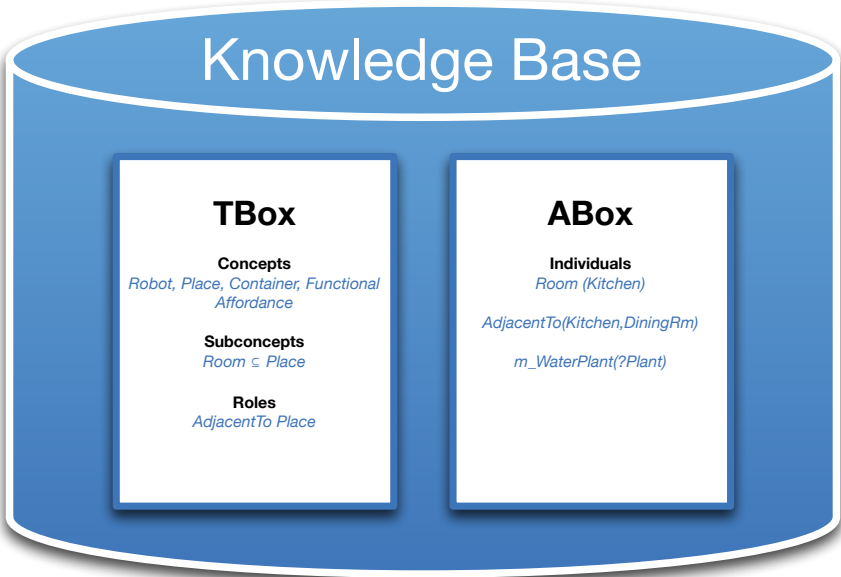 Knowledge Base
TBox
Concepts
Robot, Place, Container, Functional
Affordance
Subconcepts
Room ⊆ Place
Roles
AdjacentTo Place
ABox
Individuals
Room (Kitchen)
AdjacentTo(Kitchen,DiningRm)
m_WaterPlant(?Plant)